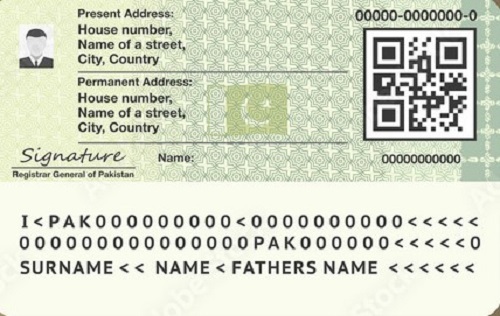 Present Address:
House number,
Name of a street,
City, Country
00000-0000000-0
Permanent Address:
House number,
Name of a street,
City, Country
Signature
Registrar General of Pakistan
Name:
00000000000
I<PAK000000000<0000000000<<<<<
000000000000000PAK000000<<<<<0
SURNAME << NAME < FATHERS NAME <<<<<<